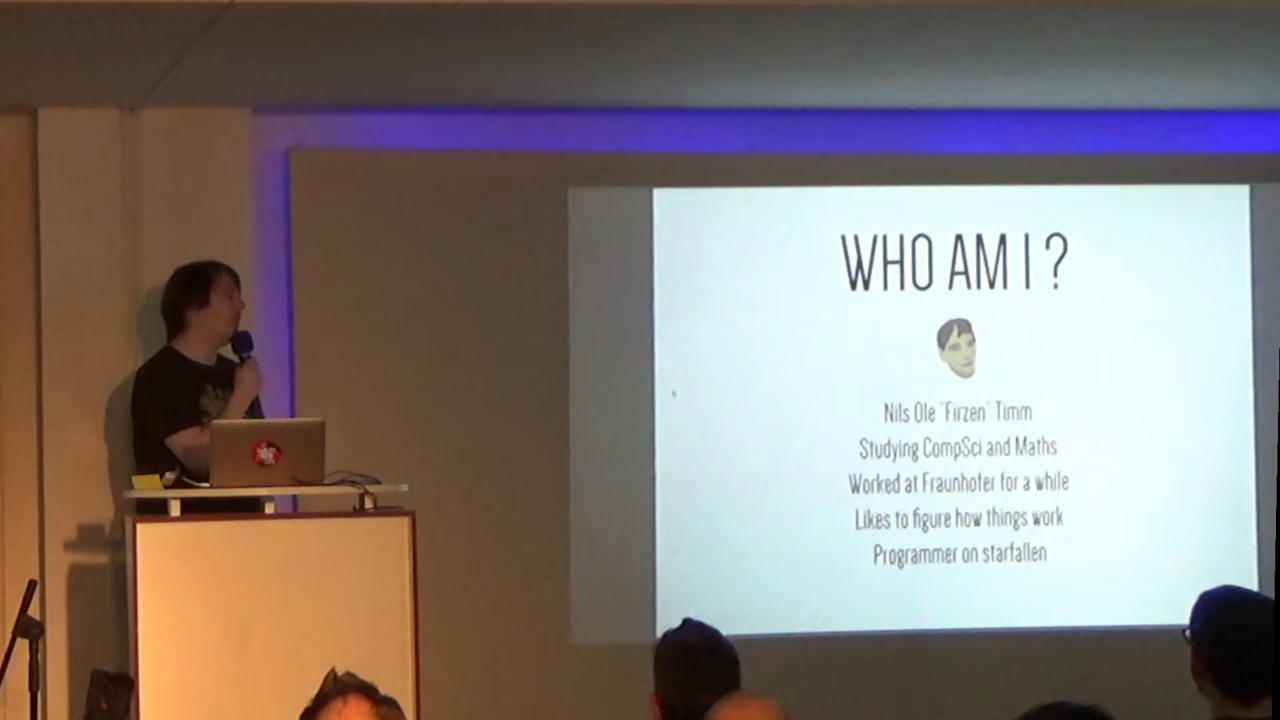 WHO AM I ?
Nils Ole "Firzen" Timm
Studying CompSci and Maths
Worked at Fraunhofer for a while
Likes to figure how things work
Programmer on starfallen